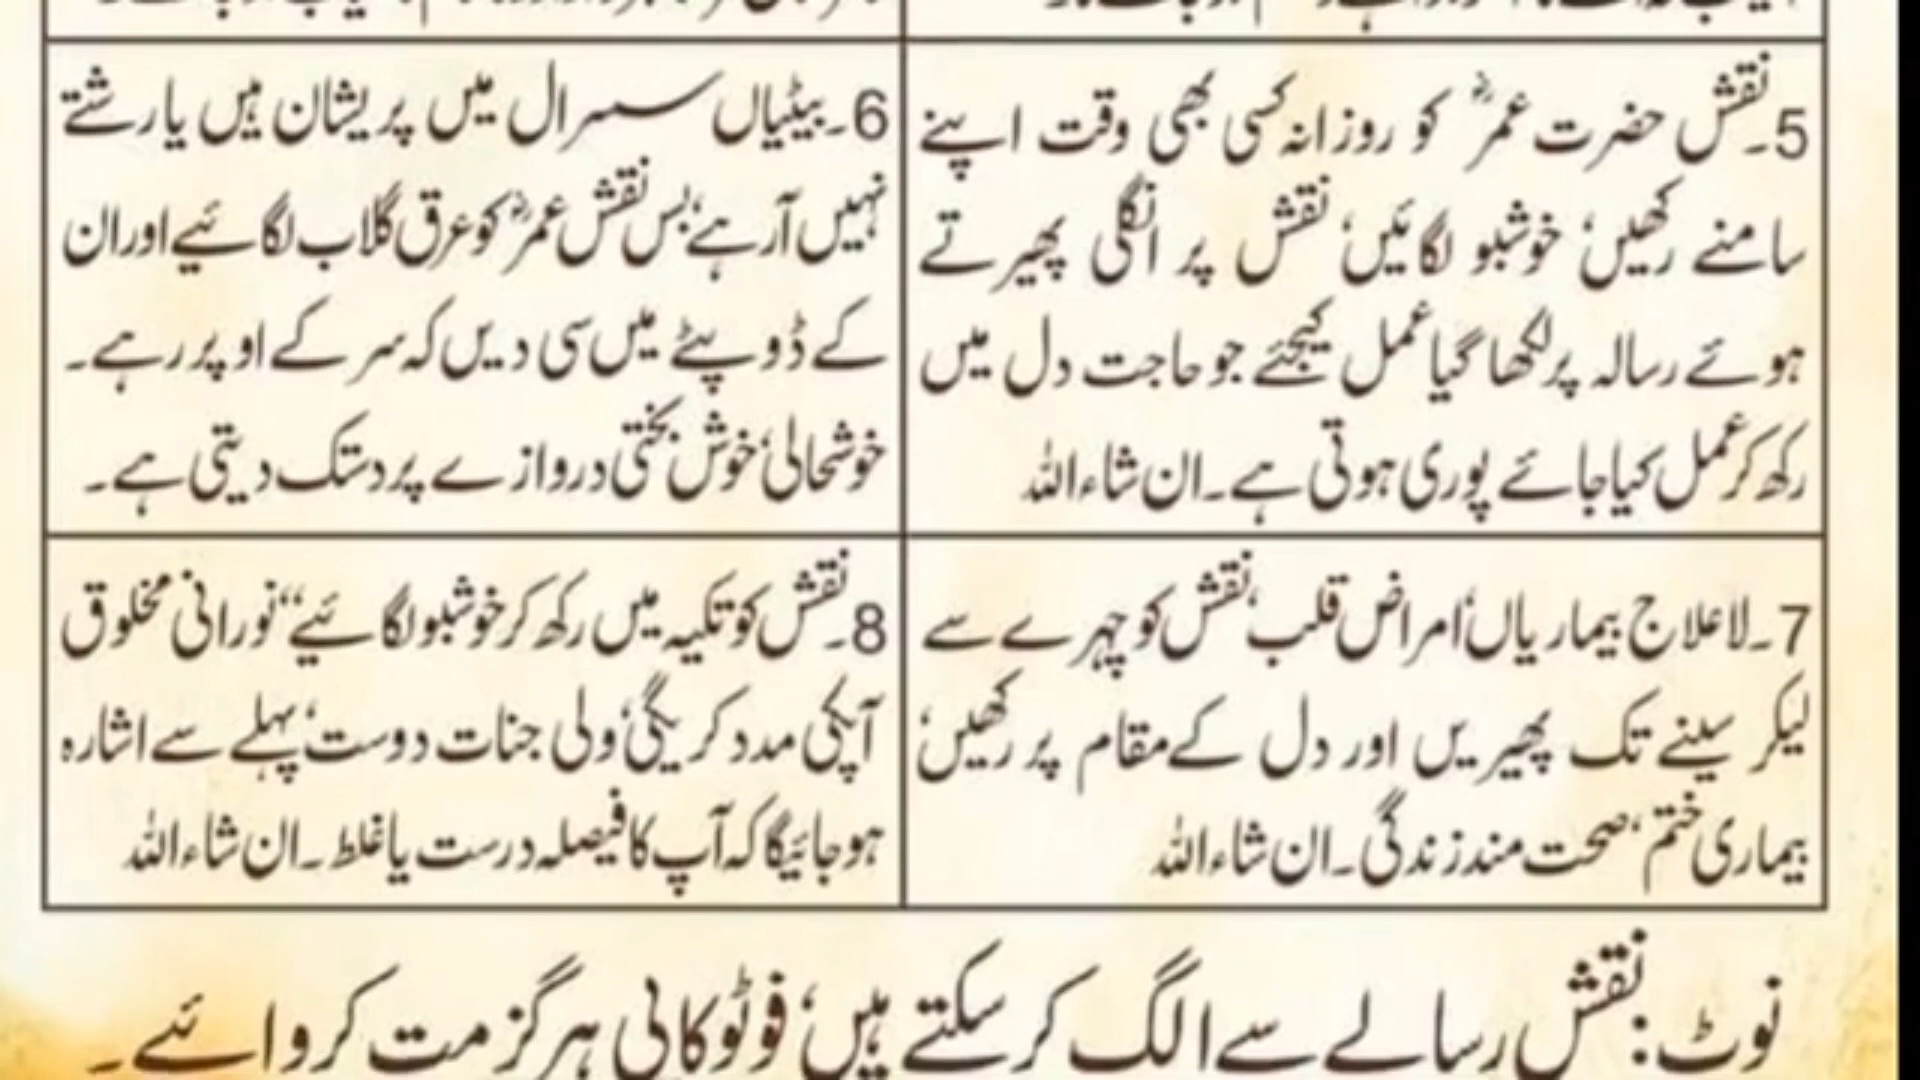 5۔نقش حضرت عمرؓ کو روزانہ کسی بھی وقت اپنے
سامنے رکھیں، خوشبو لگائیں، نقش پر انگلی پھیرتے
ہوئے رسالہ پر لکھا گیا عمل کیجئے جو حاجت دل میں
رکھ کر عمل کیا جائے پوری ہوتی ہے۔ ان شاء اللہ
6۔بیٹیاں سسرال میں پریشان ہیں یا رشتے
نہیں آرہے، بس نقش عمرؓ کو عرق گلاب لگائیے اور ان
کے ڈوپٹے میں سی دیں کہ سر کے اوپر رہے۔
خوشحالی، خوش بختی دروازے پر دستک دیتی ہے۔
7۔لاعلاج بیماریاں، امراض قلب، نقش کو چہرے سے
لیکر سینے تک پھیریں اور دل کے مقام پر رکھیں،
بیماری ختم، صحت مند زندگی۔ ان شاء اللہ
8۔نقش کو تکیہ میں رکھ کر خوشبو لگائیے“ نورانی مخلوق
آپکی مدد کریگی، ولی جنات دوست، پہلے سے اشارہ
ہوجائیگا کہ آپ کا فیصلہ درست یا غلط۔ ان شاء اللہ
نوٹ: نقش رسالے سے الگ کرسکتے ہیں، فوٹو کاپی ہرگز مت کروائیے۔